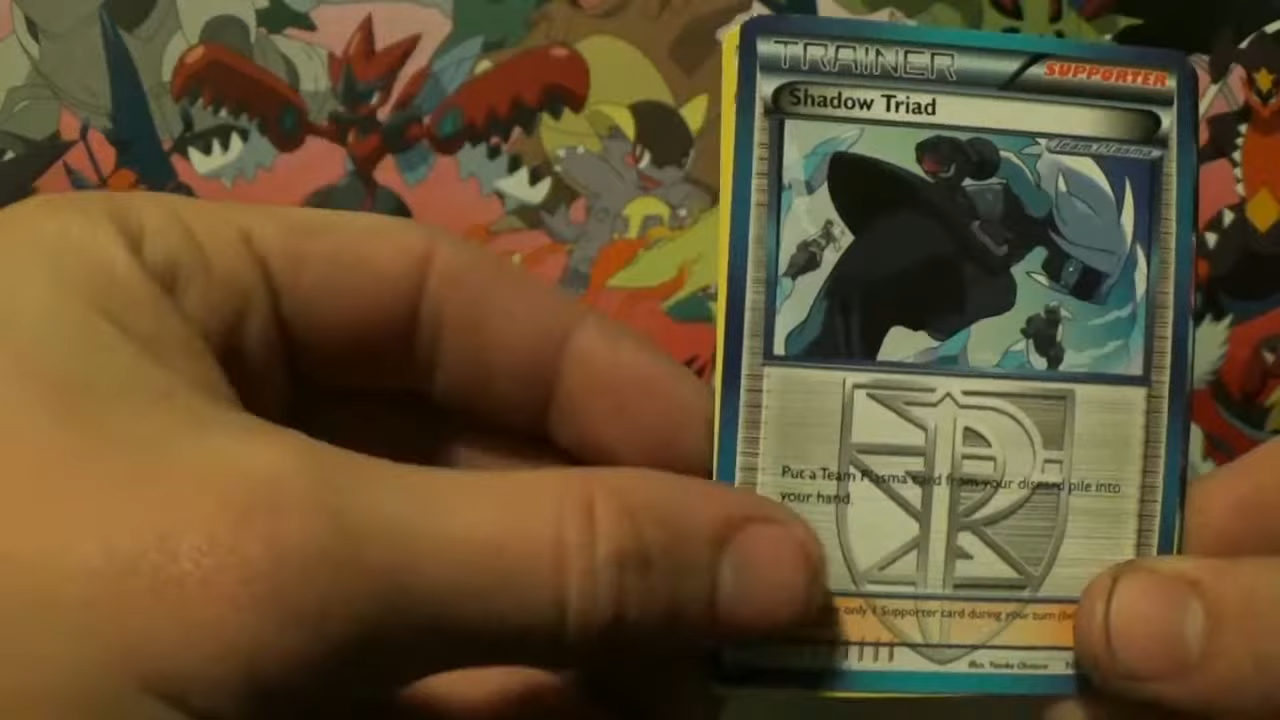 TRAINER
SUPPORTER
Shadow Triad
Team Plasma
Put a Team Plasma card from your discard pile into
your hand.
only 1 Supporter card during your turn
Illus.